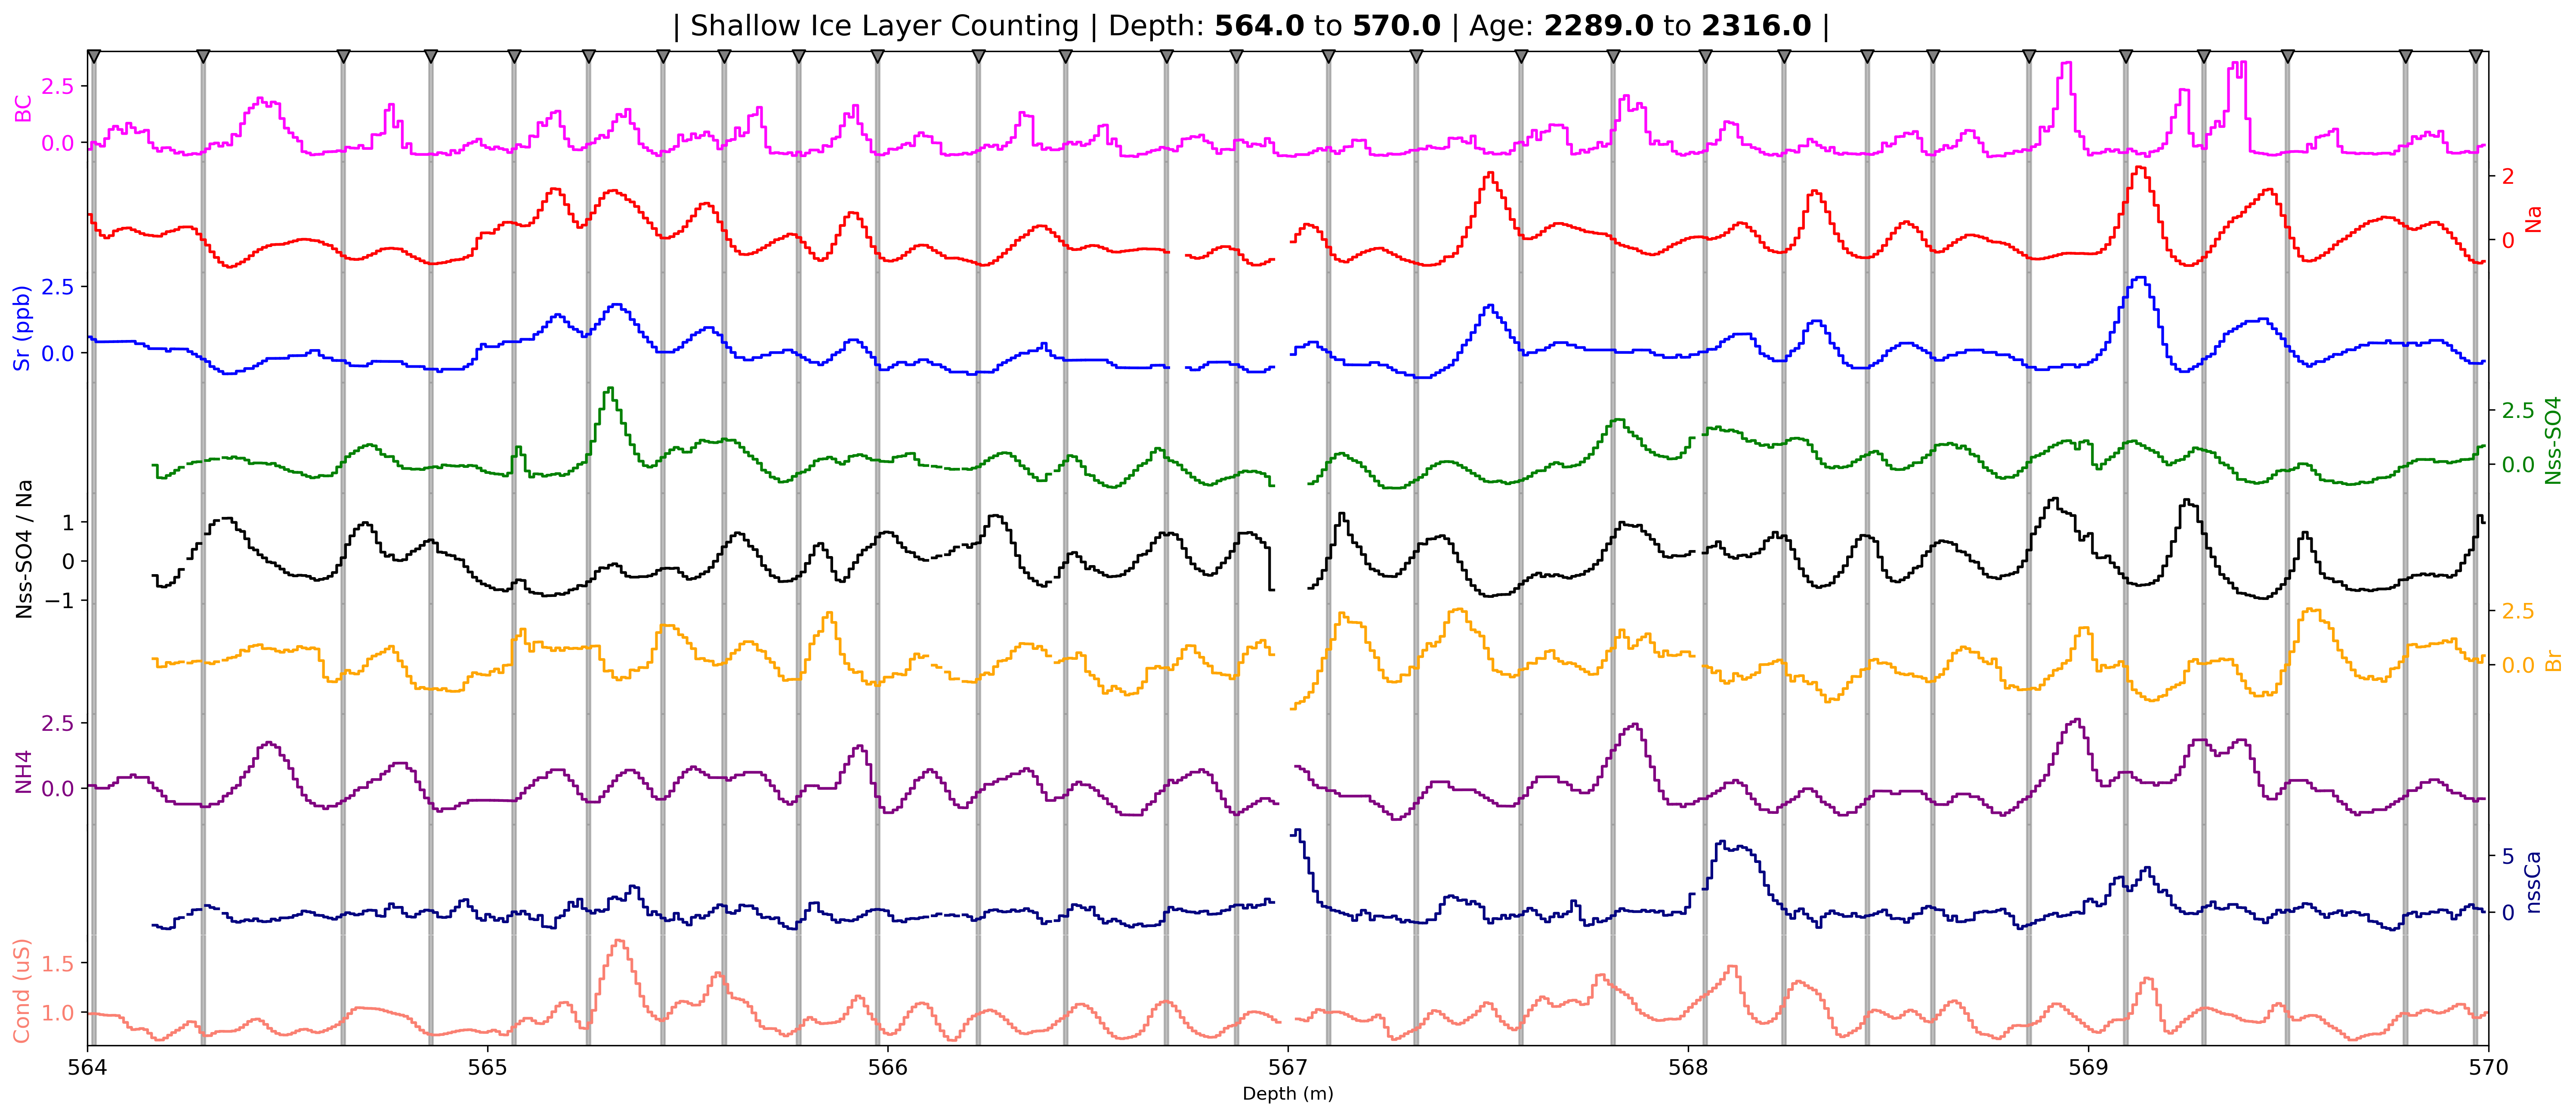 | Shallow Ice Layer Counting | Depth: 564.0 to 570.0 | Age: 2289.0 to 2316.0 |
BC
2.5
0.0
2
0
Na
Sr (ppb)
2.5
0.0
2.5
0.0
Nss-SO4
Nss-SO4 / Na
1
0
−1
2.5
0.0
Br
NH4
2.5
0.0
5
0
nssCa
Cond (uS)
1.5
1.0
564
565
566
567
568
569
570
Depth (m)